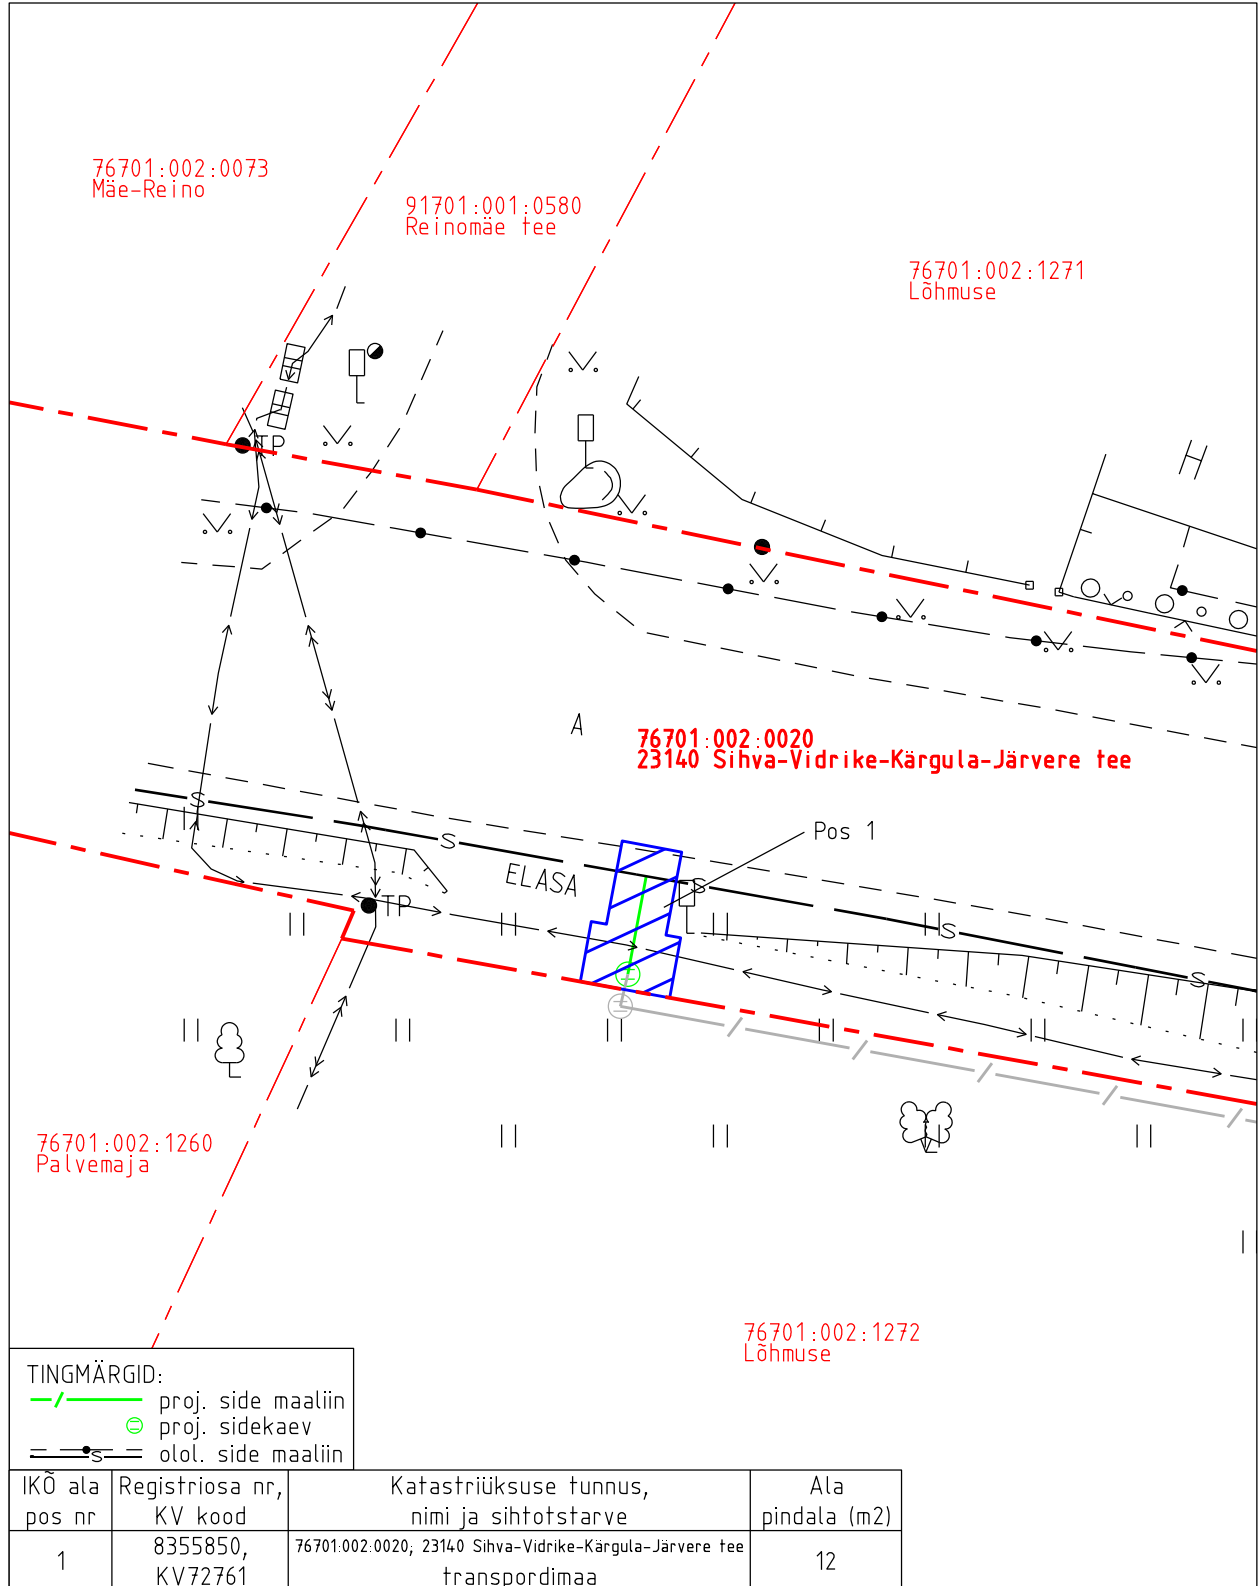 76701:002:0073
Mäe-Reino
91701:001:0580
Reinomäe tee
76701:002:1271
Lõhmuse
TP
H
A
76701:002:0020
23140 Sihva-Vidrike-Kärgula-Järvere tee
S
S
Pos 1
ELASA
S
TP
S
S
76701:002:1260
Palvemaja
76701:002:1272
Lõhmuse
TINGMÄRGID:
proj. side maaliin
proj. sidekaev
S olol. side maaliin
IKÕ ala pos nr
Registriosa nr, KV kood
Katastriüksuse tunnus, nimi ja sihtotstarve
Ala pindala (m2)
1
8355850, KV72761
76701:002:0020; 23140 Sihva-Vidrike-Kärgula-Järvere tee
transpordimaa
12